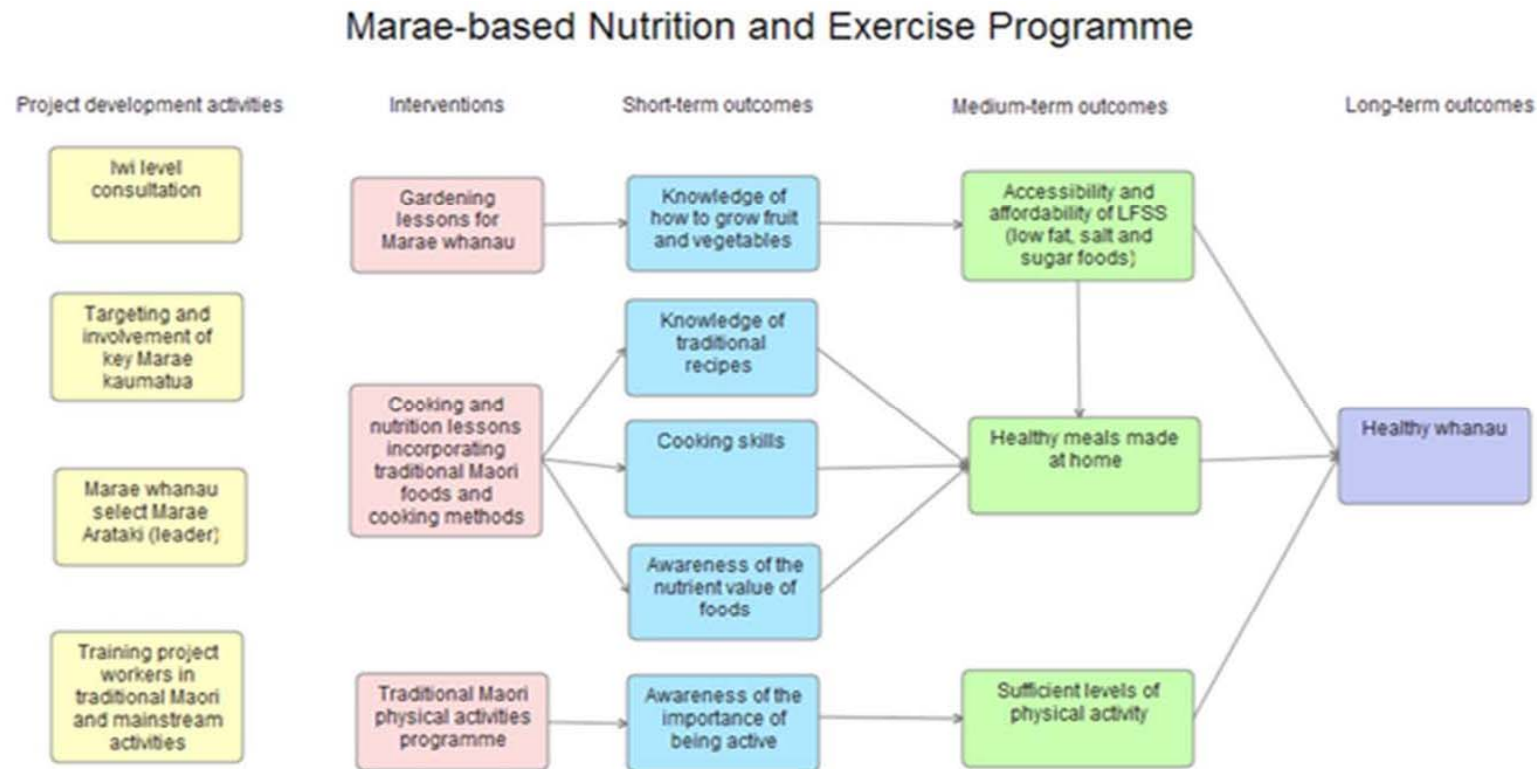 Marae-based Nutrition and Exercise Programme
Project development activities
Interventions
Short-term outcomes
Medium-term outcomes
Long-term outcomes
Iwi level
consultation
Targeting and
involvement of
key Marae
kaumatua
Marae whanau
select Marae
Arataki (leader)
Training project
workers in
traditional Maori
and mainstream
activities
Gardening
lessons for
Marae whanau
Cooking and
nutrition lessons
incorporating
traditional Maori
foods and
cooking methods
Traditional Maori
physical activities
programme
Knowledge of
how to grow fruit
and vegetables
Knowledge of
traditional
recipes
Cooking skills
Awareness of the
nutrient value of
foods
Awareness of the
importance of
being active
Accessibility and
affordability of LFSS
(low fat, salt and
sugar foods)
Healthy meals made
at home
Sufficient levels of
physical activity
Healthy whanau